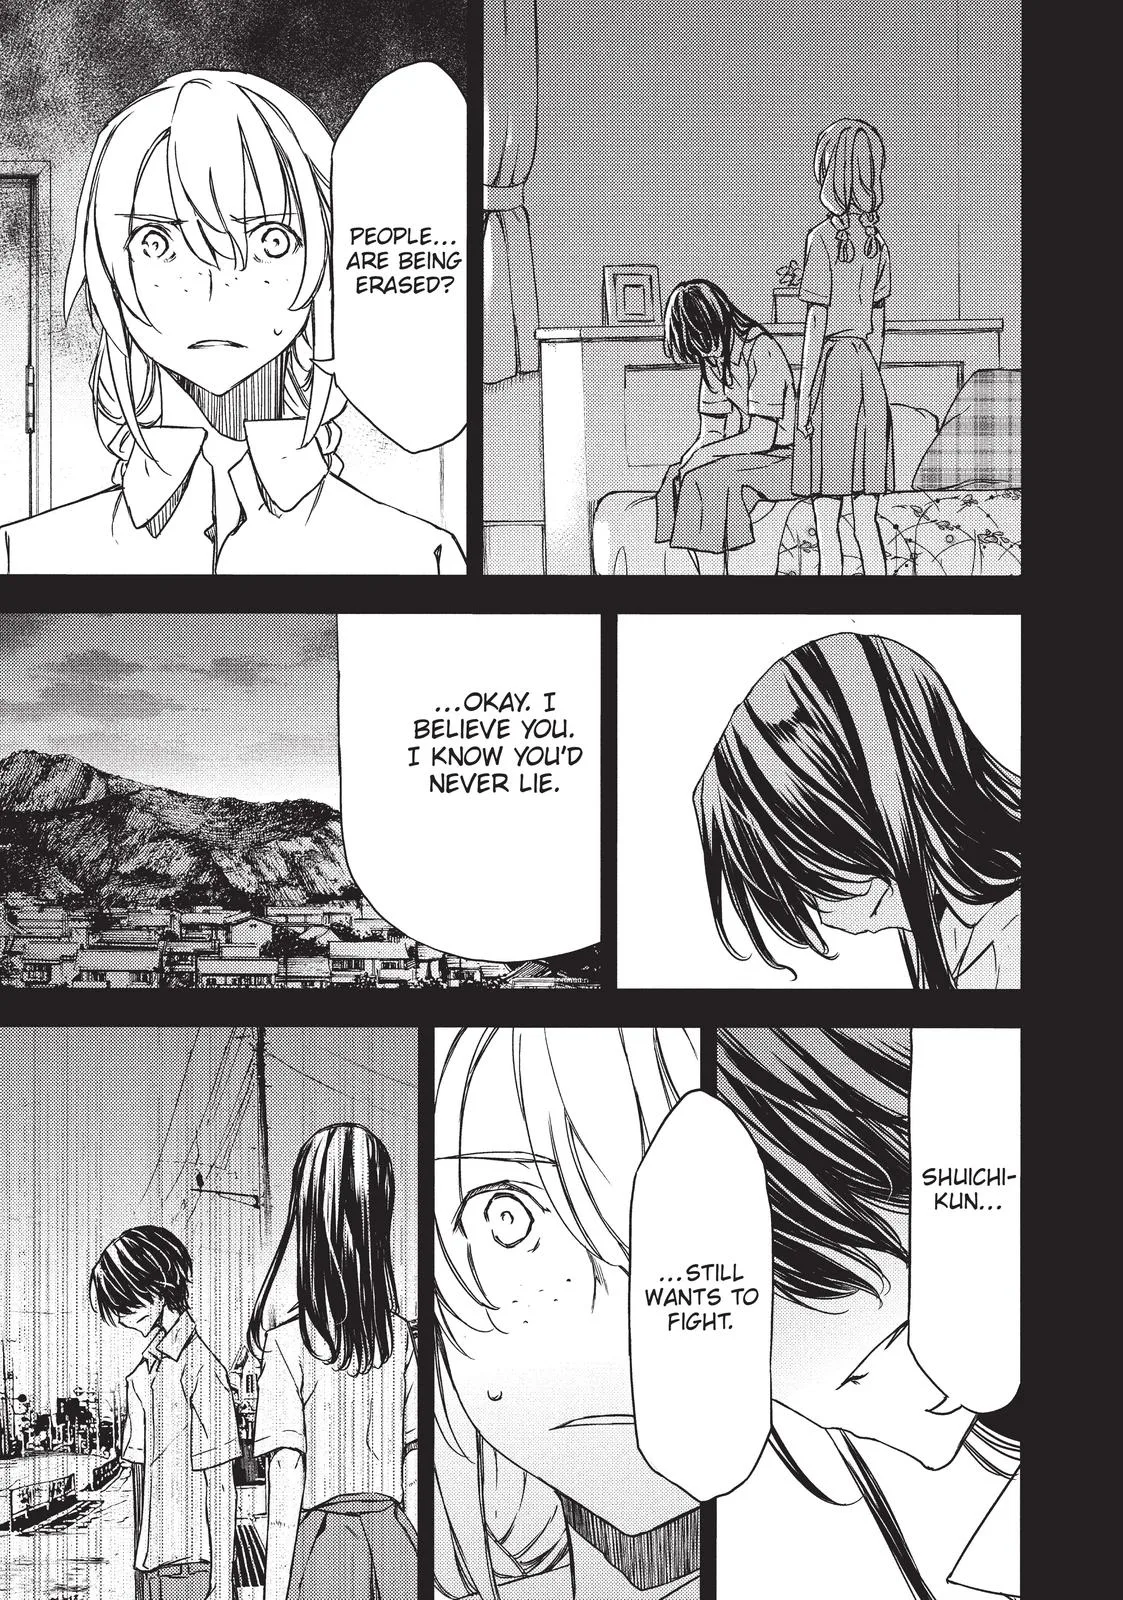 PEOPLE...
ARE BEING
ERASED?
...OKAY. I
BELIEVE YOU.
I KNOW YOU'D
NEVER LIE.
SHUICHI-
KUN...
...STILL
WANTS TO
FIGHT.